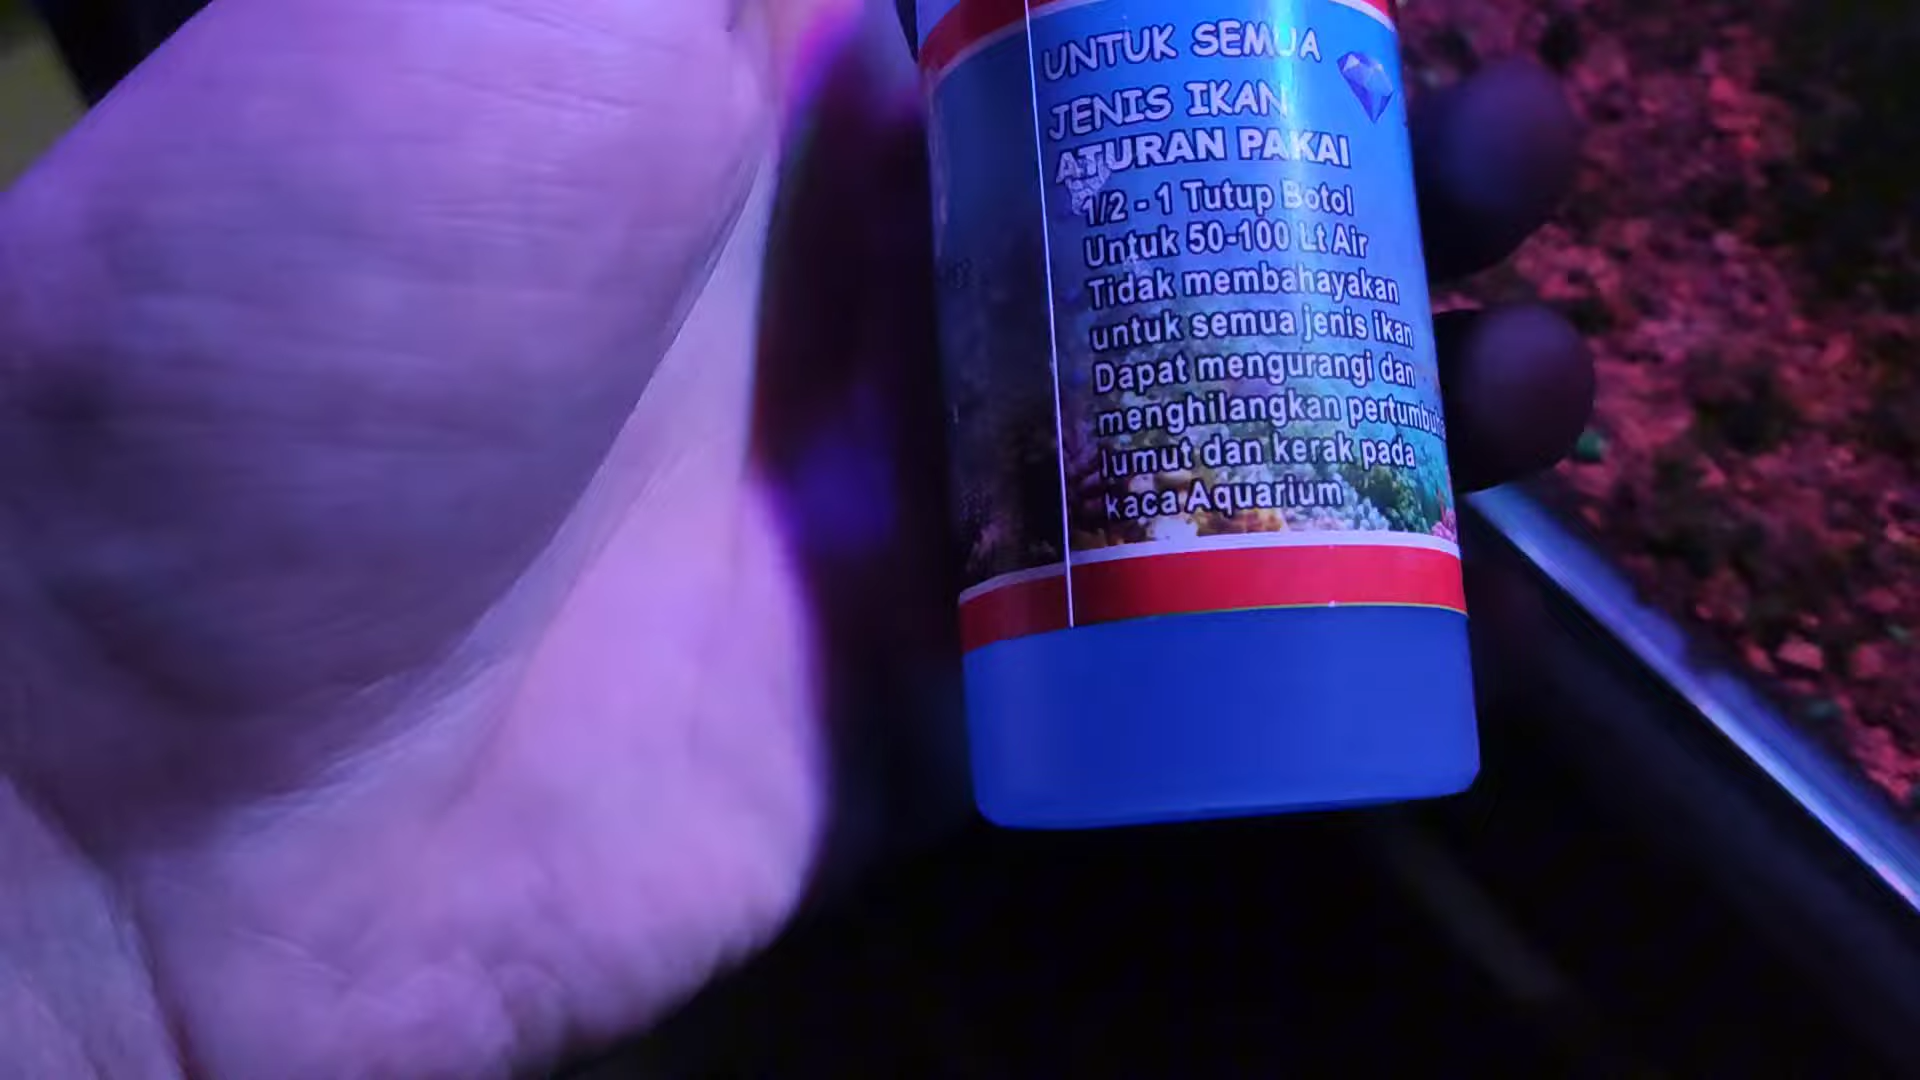 UNTUK SEMUA
JENIS IKAN
ATURAN PAKAI
1/2 - 1 Tutup Botol
Untuk 50-100 Lt Air
Tidak membahayakan
untuk semua jenis ikan
Dapat mengurangi dan
menghilangkan
lumut dan kerak pada
kaca Aquarium